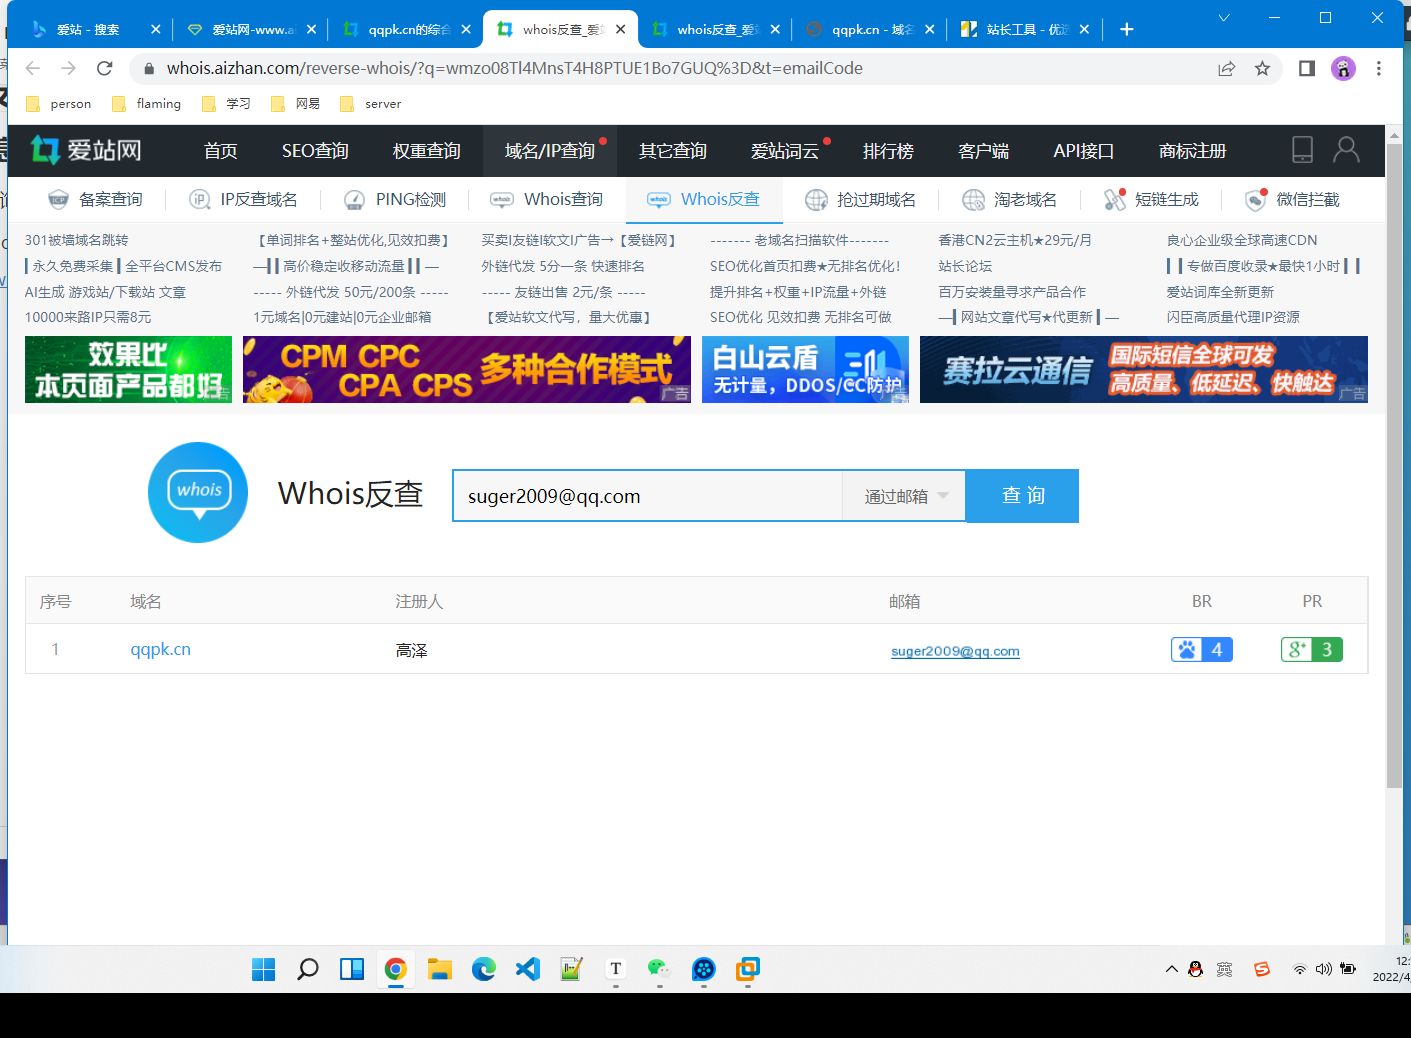 爱站 - 搜索
爱站网-www.ai
qqpk.cn的综合
whois反查_爱站
whois反查_爱站
qqpk.cn - 域名
站长工具 - 优选
whois.aizhan.com/reverse-whois/?q=wmzo08Tl4MnsT4H8PTUE1Bo7GUQ%3D&t=emailCode
person flaming 学习 网易 server
爱站网 首页 SEO查询 权重查询 域名/IP查询 其它查询 爱站词云 排行榜 客户端 API接口 商标注册
备案查询 IP反查域名 PING检测 Whois查询 Whois反查 抢过期域名 淘老域名 短链生成 微信拦截
301被墙域名跳转 【单词排名+整站优化,见效扣费】 买卖I友链I软文I广告→【爱链网】 ------- 老域名扫描软件------- 香港CN2云主机★29元/月 良心企业级全球高速CDN
▎永久免费采集▎全平台CMS发布 —▎▎高价稳定收移动流量▎▎— 外链代发 5分一条 快速排名 SEO优化首页扣费★无排名优化! 站长论坛 ▎▎专做百度收录★最快1小时▎▎
AI生成 游戏站/下载站 文章 ----- 外链代发 50元/200条 ----- ----- 友链出售 2元/条 ----- 提升排名+权重+IP流量+外链 百万安装量寻求产品合作 爱站词库全新更新
10000来路IP只需8元 1元域名|0元建站|0元企业邮箱 【爱站软文代写，量大优惠】 SEO优化 见效扣费 无排名可做 —▎网站文章代写★代更新▎— 闪臣高质量代理IP资源
效果比
本页面产品都好
广告
CPM CPC
CPA CPS
多种合作模式
广告
白山云盾
无计量，DDOS/CC防护
广告
赛拉云通信
国际短信全球可发
高质量、低延迟、快触达
广告
whois
Whois反查
suger2009@qq.com 通过邮箱 查 询
序号 域名 注册人 邮箱 BR PR
1 qqpk.cn 高泽 suger2009@qq.com 4 g+ 3
英
12:
2022/4